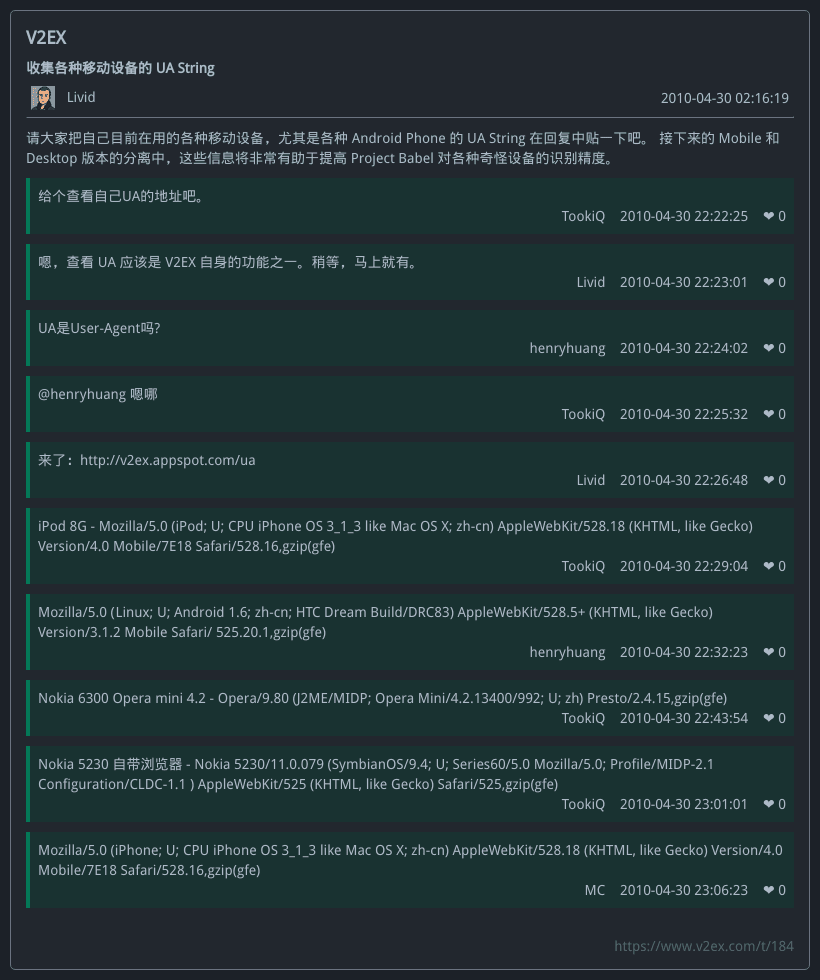 V2EX
收集各种移动设备的 UA String
Livid 2010-04-30 02:16:19
请大家把自己目前在用的各种移动设备，尤其是各种 Android Phone 的 UA String 在回复中贴一下吧。 接下来的 Mobile 和
Desktop 版本的分离中，这些信息将非常有助于提高 Project Babel 对各种奇怪设备的识别精度。
给个查看自己UA的地址吧。
TookiQ 2010-04-30 22:22:25 ❤ 0
嗯，查看 UA 应该是 V2EX 自身的功能之一。稍等，马上就有。
Livid 2010-04-30 22:23:01 ❤ 0
UA是User-Agent吗?
henryhuang 2010-04-30 22:24:02 ❤ 0
@henryhuang 嗯哪
TookiQ 2010-04-30 22:25:32 ❤ 0
来了：http://v2ex.appspot.com/ua
Livid 2010-04-30 22:26:48 ❤ 0
iPod 8G - Mozilla/5.0 (iPod; U; CPU iPhone OS 3_1_3 like Mac OS X; zh-cn) AppleWebKit/528.18 (KHTML, like Gecko)
Version/4.0 Mobile/7E18 Safari/528.16,gzip(gfe)
TookiQ 2010-04-30 22:29:04 ❤ 0
Mozilla/5.0 (Linux; U; Android 1.6; zh-cn; HTC Dream Build/DRC83) AppleWebKit/528.5+ (KHTML, like Gecko)
Version/3.1.2 Mobile Safari/ 525.20.1,gzip(gfe)
henryhuang 2010-04-30 22:32:23 ❤ 0
Nokia 6300 Opera mini 4.2 - Opera/9.80 (J2ME/MIDP; Opera Mini/4.2.13400/992; U; zh) Presto/2.4.15,gzip(gfe)
TookiQ 2010-04-30 22:43:54 ❤ 0
Nokia 5230 自带浏览器 - Nokia 5230/11.0.079 (SymbianOS/9.4; U; Series60/5.0 Mozilla/5.0; Profile/MIDP-2.1
Configuration/CLDC-1.1 ) AppleWebKit/525 (KHTML, like Gecko) Safari/525,gzip(gfe)
TookiQ 2010-04-30 23:01:01 ❤ 0
Mozilla/5.0 (iPhone; U; CPU iPhone OS 3_1_3 like Mac OS X; zh-cn) AppleWebKit/528.18 (KHTML, like Gecko) Version/4.0
Mobile/7E18 Safari/528.16,gzip(gfe)
MC 2010-04-30 23:06:23 ❤ 0
https://www.v2ex.com/t/184